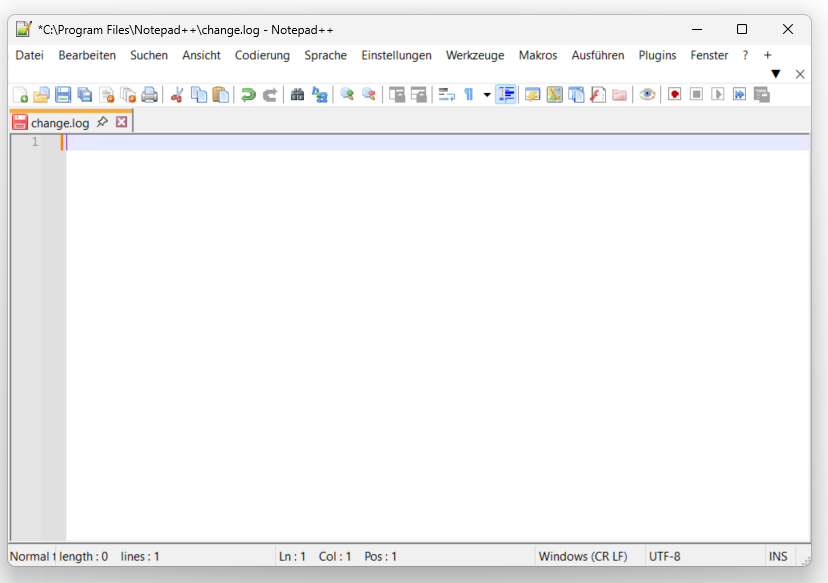 *C:\Program Files\Notepad++\change.log - Notepad++
Datei Bearbeiten Suchen Ansicht Codierung Sprache Einstellungen Werkzeuge Makros Ausführen Plugins Fenster ? +
change.log
1
Normal t length : 0 lines : 1 Ln : 1 Col : 1 Pos : 1 Windows (CR LF) UTF-8 INS